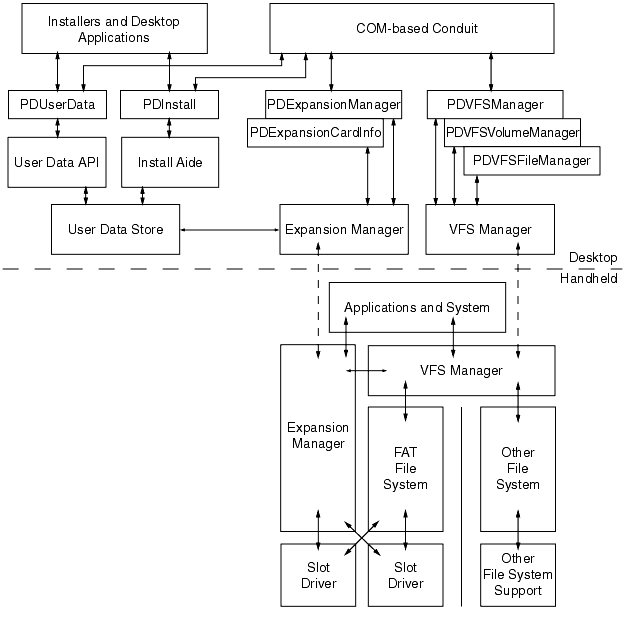 Installers and Desktop
Applications
COM-based Conduit
PDUserData
PDInstall
PDExpansionManager
PDExpansionCardInfo
PDVFSManager
PDVFSVolumeManager
PDVFSFileManager
User Data API
Install Aide
User Data Store
Expansion Manager
VFS Manager
Desktop
Handheld
Applications and System
VFS Manager
Expansion
Manager
FAT
File
System
Other
File
System
Slot
Driver
Slot
Driver
Other
File System
Support